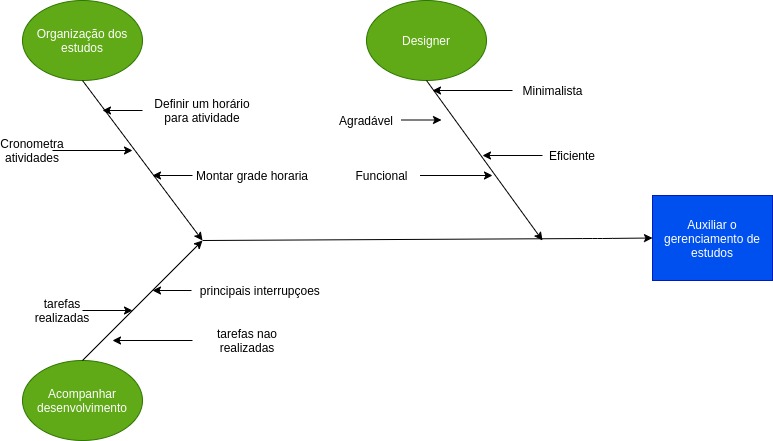 Organização dos
estudos
Designer
Definir um horário
para atividade
Minimalista
Agradável
Cronometra
atividades
Eficiente
Montar grade horaria
Funcional
Auxiliar o
gerenciamento de
estudos
principais interrupçoes
tarefas
realizadas
tarefas nao
realizadas
Acompanhar
desenvolvimento